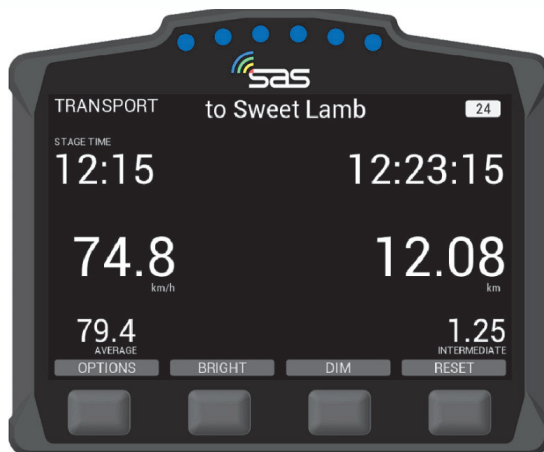 sas
TRANSPORT to Sweet Lamb 24
STAGE TIME
12:15 12:23:15
74.8 12.08
km/h km
79.4 1.25
AVERAGE INTERMEDIATE
OPTIONS BRIGHT DIM RESET